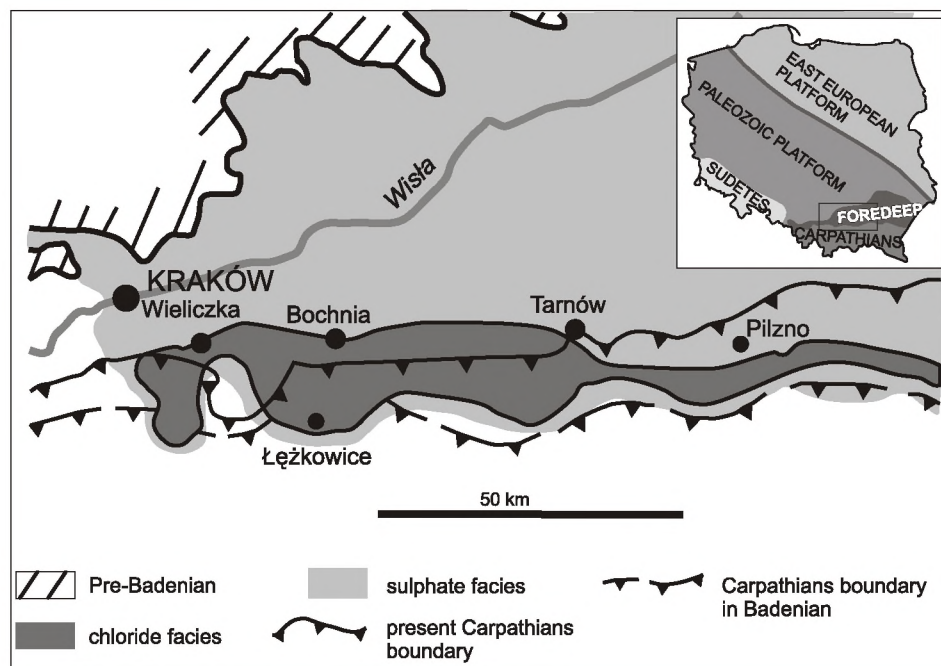 EAST EUROPEAN
PLATFORM
PALEOZOIC PLATFORM
SUDETES
FOREDEEP
CARPATHIANS
Wisła
KRAKÓW
Wieliczka
Bochnia
Tarnów
Pilzno
Łężkowice
50 km
Pre-Badenian
sulphate facies
Carpathians boundary
in Badenian
chloride facies
present Carpathians
boundary